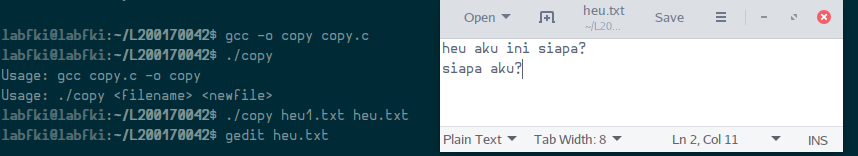 labfki@labfki:~/L200170042$ gcc -o copy copy.c
labfki@labfki:~/L200170042$ ./copy
Usage: gcc copy.c -o copy
Usage: ./copy <filename> <newfile>
labfki@labfki:~/L200170042$ ./copy heu1.txt heu.txt
labfki@labfki:~/L200170042$ gedit heu.txt
Open
heu.txt
~/L20...
Save
heu aku ini siapa?
siapa aku?
Plain Text Tab Width: 8 Ln 2, Col 11 INS